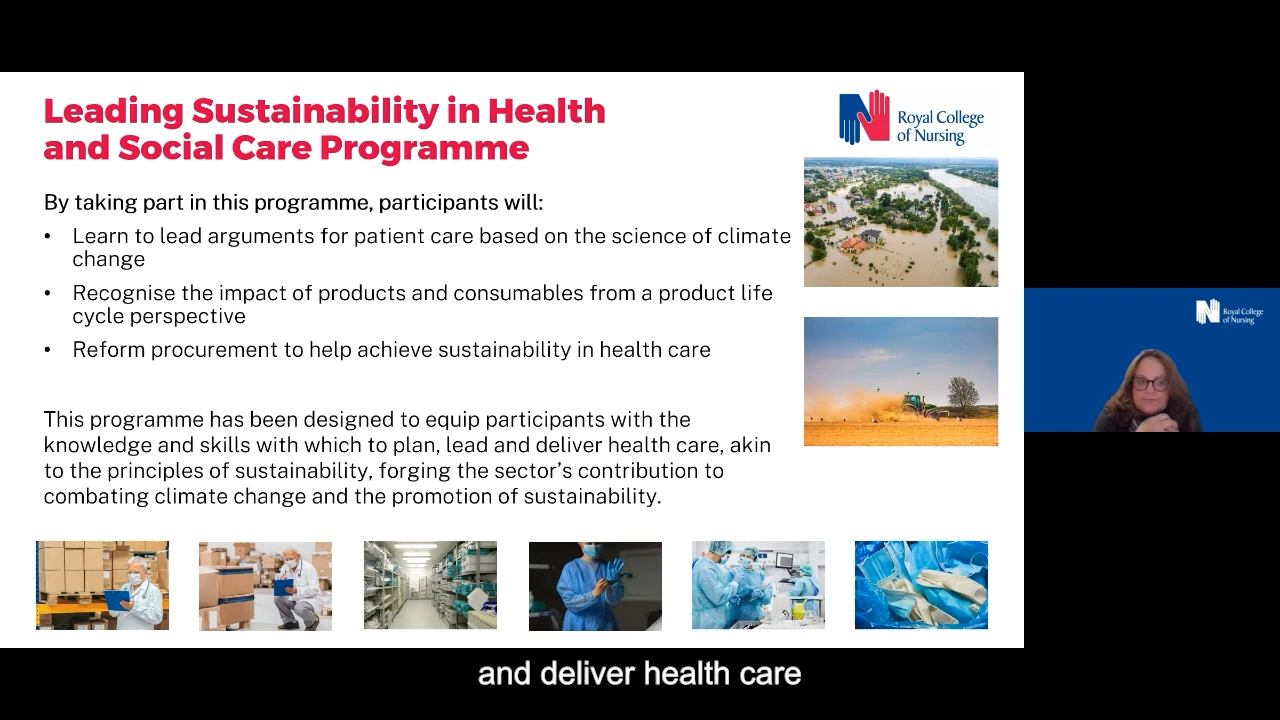 Leading Sustainability in Health
and Social Care Programme
Royal College
of Nursing
By taking part in this programme, participants will:
• Learn to lead arguments for patient care based on the science of climate
change
• Recognise the impact of products and consumables from a product life
cycle perspective
• Reform procurement to help achieve sustainability in health care
This programme has been designed to equip participants with the
knowledge and skills with which to plan, lead and deliver health care, akin
to the principles of sustainability, forging the sector's contribution to
combating climate change and the promotion of sustainability.
Royal College
of Nursing
and deliver health care